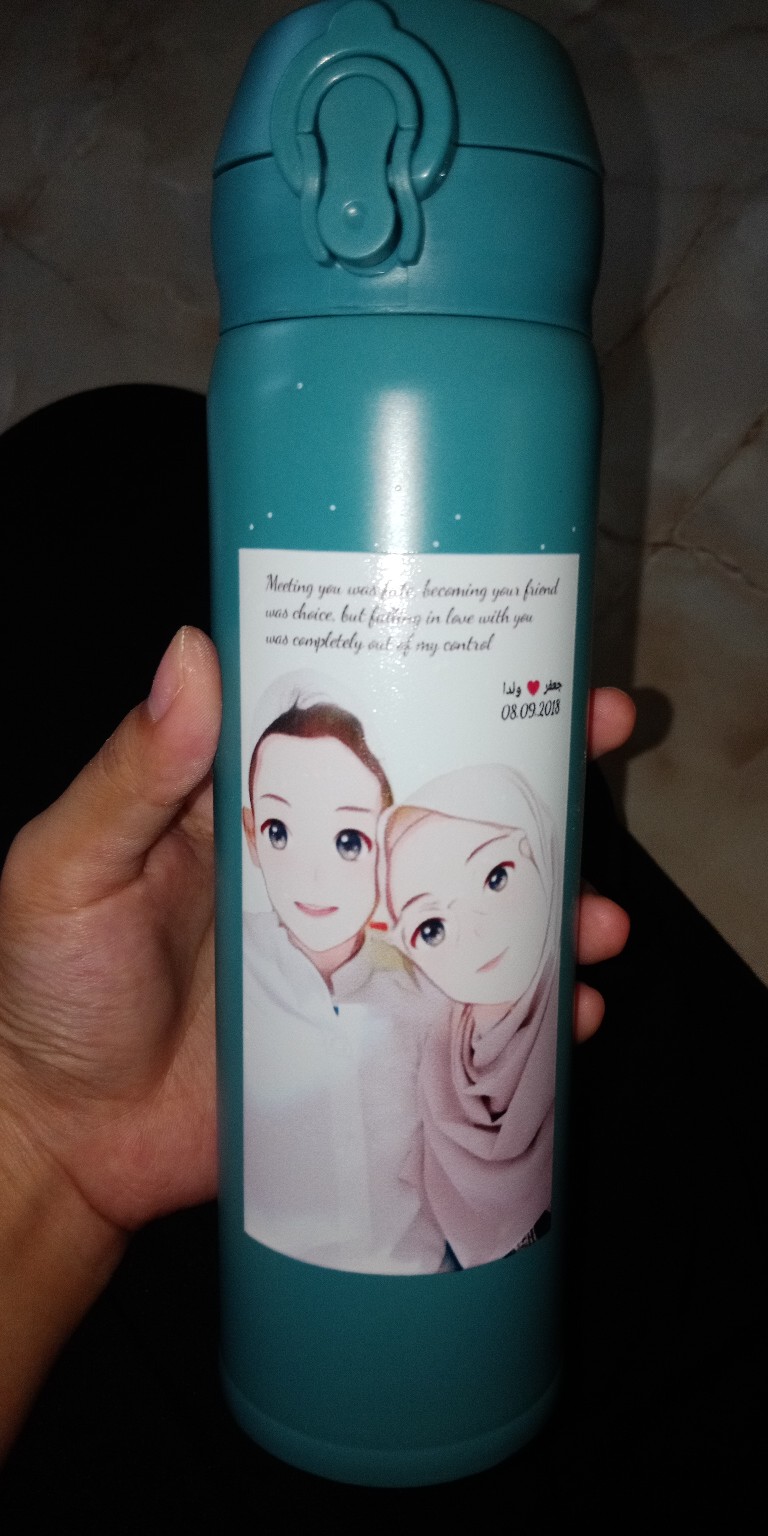 Meeting you was fate, becoming your friend
was choice, but falling in love with you
was completely out of my control
جعفر ❤ ولدا
08.09.2018